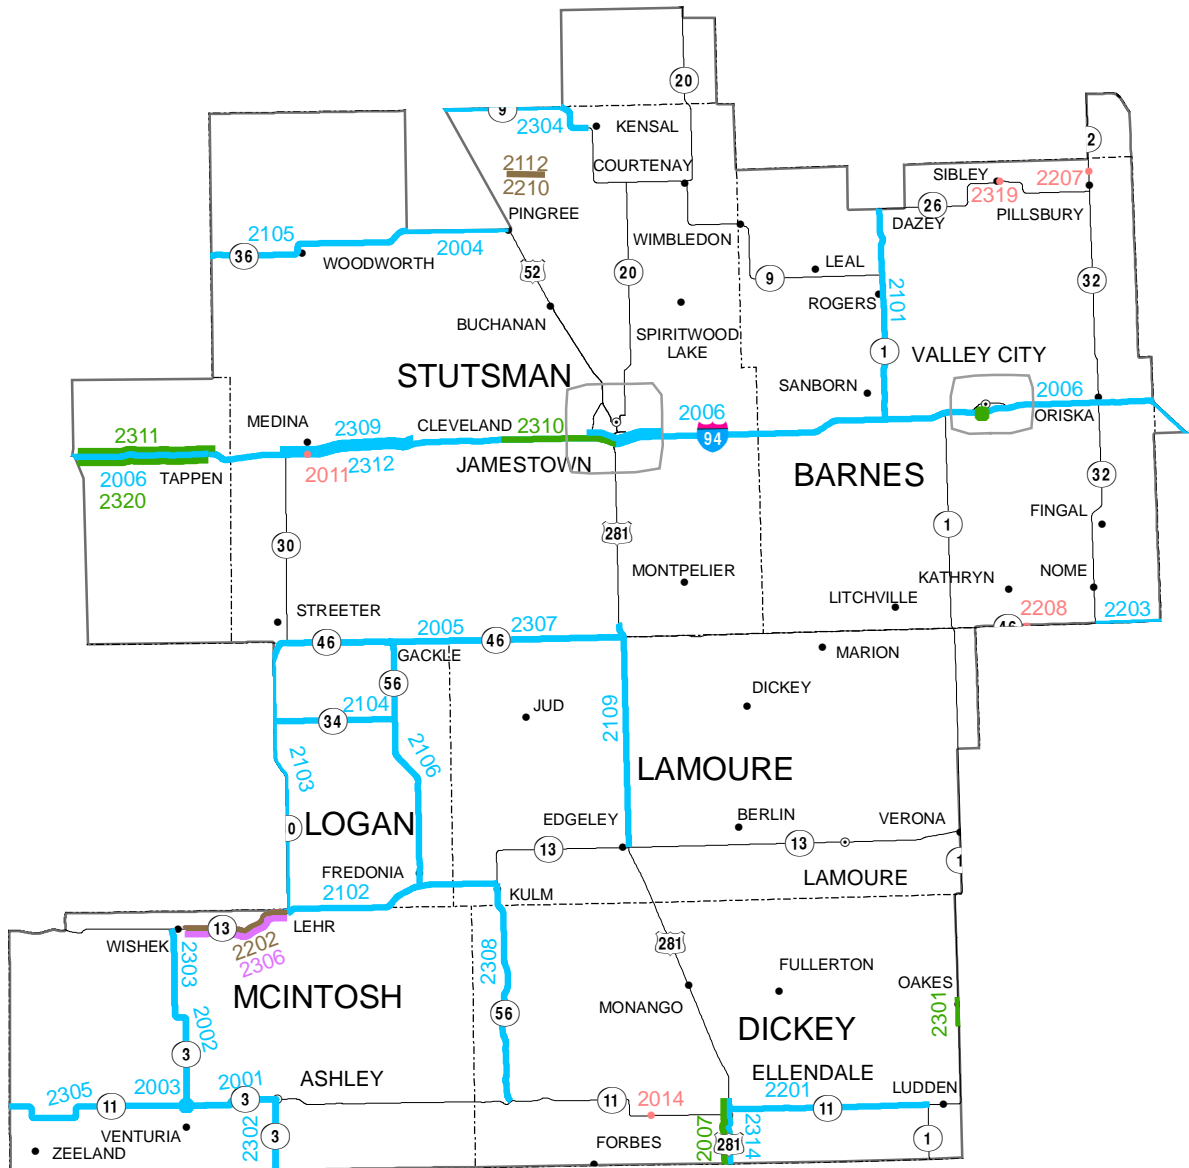 20
9
2304
KENSAL
2
2112
COURTENAY
SIBLEY
2207
2210
2319
PINGREE
26
DAZEY
PILLSBURY
2105
2004
WIMBLEDON
36
WOODWORTH
LEAL
52
20
9
32
2101
ROGERS
BUCHANAN
SPIRITWOOD
LAKE
1
VALLEY CITY
STUTSMAN
SANBORN
2006
MEDINA
2309
CLEVELAND
2310
2006
ORISKA
2311
94
2011
2312
JAMESTOWN
BARNES
2006
TAPPEN
32
2320
FINGAL
281
1
30
MONTPELIER
KATHRYN
NOME
LITCHVILLE
STREETER
2208
2203
46
2005
2307
46
46
GACKLE
MARION
56
2104
DICKEY
34
JUD
2109
2103
2106
LAMOURE
0
LOGAN
EDGELEY
BERLIN
VERONA
13
13
1
FREDONIA
LAMOURE
2102
KULM
LEHR
WISHEK
13
2202
2306
2303
2308
281
FULLERTON
OAKES
MCINTOSH
MONANGO
2301
56
DICKEY
2002
3
ELLENDALE
2305
2003
2001
ASHLEY
2201
LUDDEN
11
3
11
2014
11
VENTURIA
2302
3
FORBES
2007
281
2314
1
ZEELAND